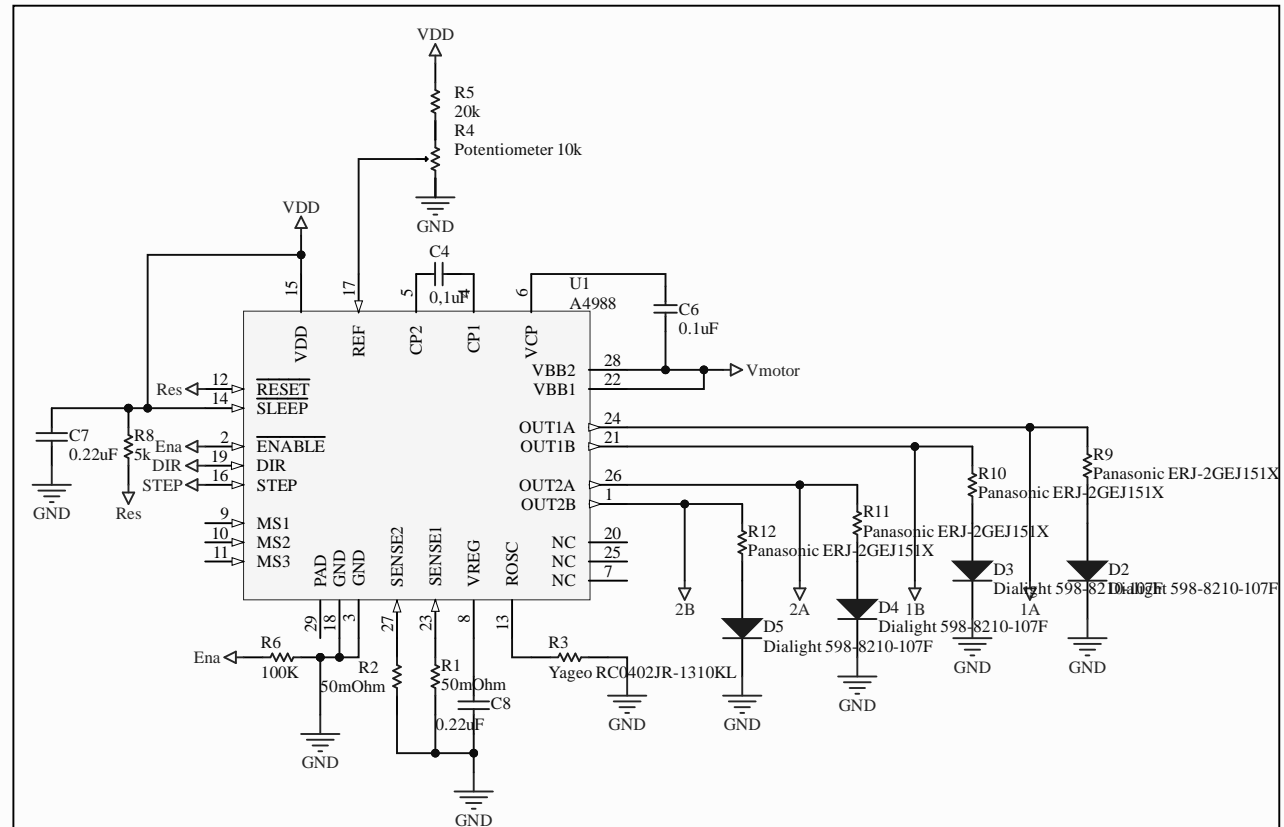 VDD
R5
20k
R4
Potentiometer 10k
GND
VDD
C4
0,1uF
15
17
5
4
6
U1
A4988
C6
0.1uF
VDD
REF
CP2
CP1
VCP
VBB2
28
Vmotor
VBB1
22
Res
12
RESET
14
SLEEP
OUT1A
24
OUT1B
21
C7
0.22uF
R8
5k
Ena
2
ENABLE
DIR
19
DIR
STEP
16
STEP
Res
GND
OUT2A
26
OUT2B
1
R9
Panasonic ERJ-2GEJ151X
R10
Panasonic ERJ-2GEJ151X
R11
Panasonic ERJ-2GEJ151X
R12
Panasonic ERJ-2GEJ151X
9
MS1
10
MS2
11
MS3
NC
20
NC
25
NC
7
PAD
GND
GND
SENSE2
SENSE1
VREG
ROSC
29
18
3
27
23
8
13
2B
2A
1B
1A
D3
Dialight 598-8210-107F
D2
Dialight 598-8210-107F
D4
Dialight 598-8210-107F
D5
Dialight 598-8210-107F
Ena
R6
100K
R2
50mOhm
R1
50mOhm
C8
0.22uF
R3
Yageo RC0402JR-1310KL
GND
GND
GND
GND
GND
GND
GND